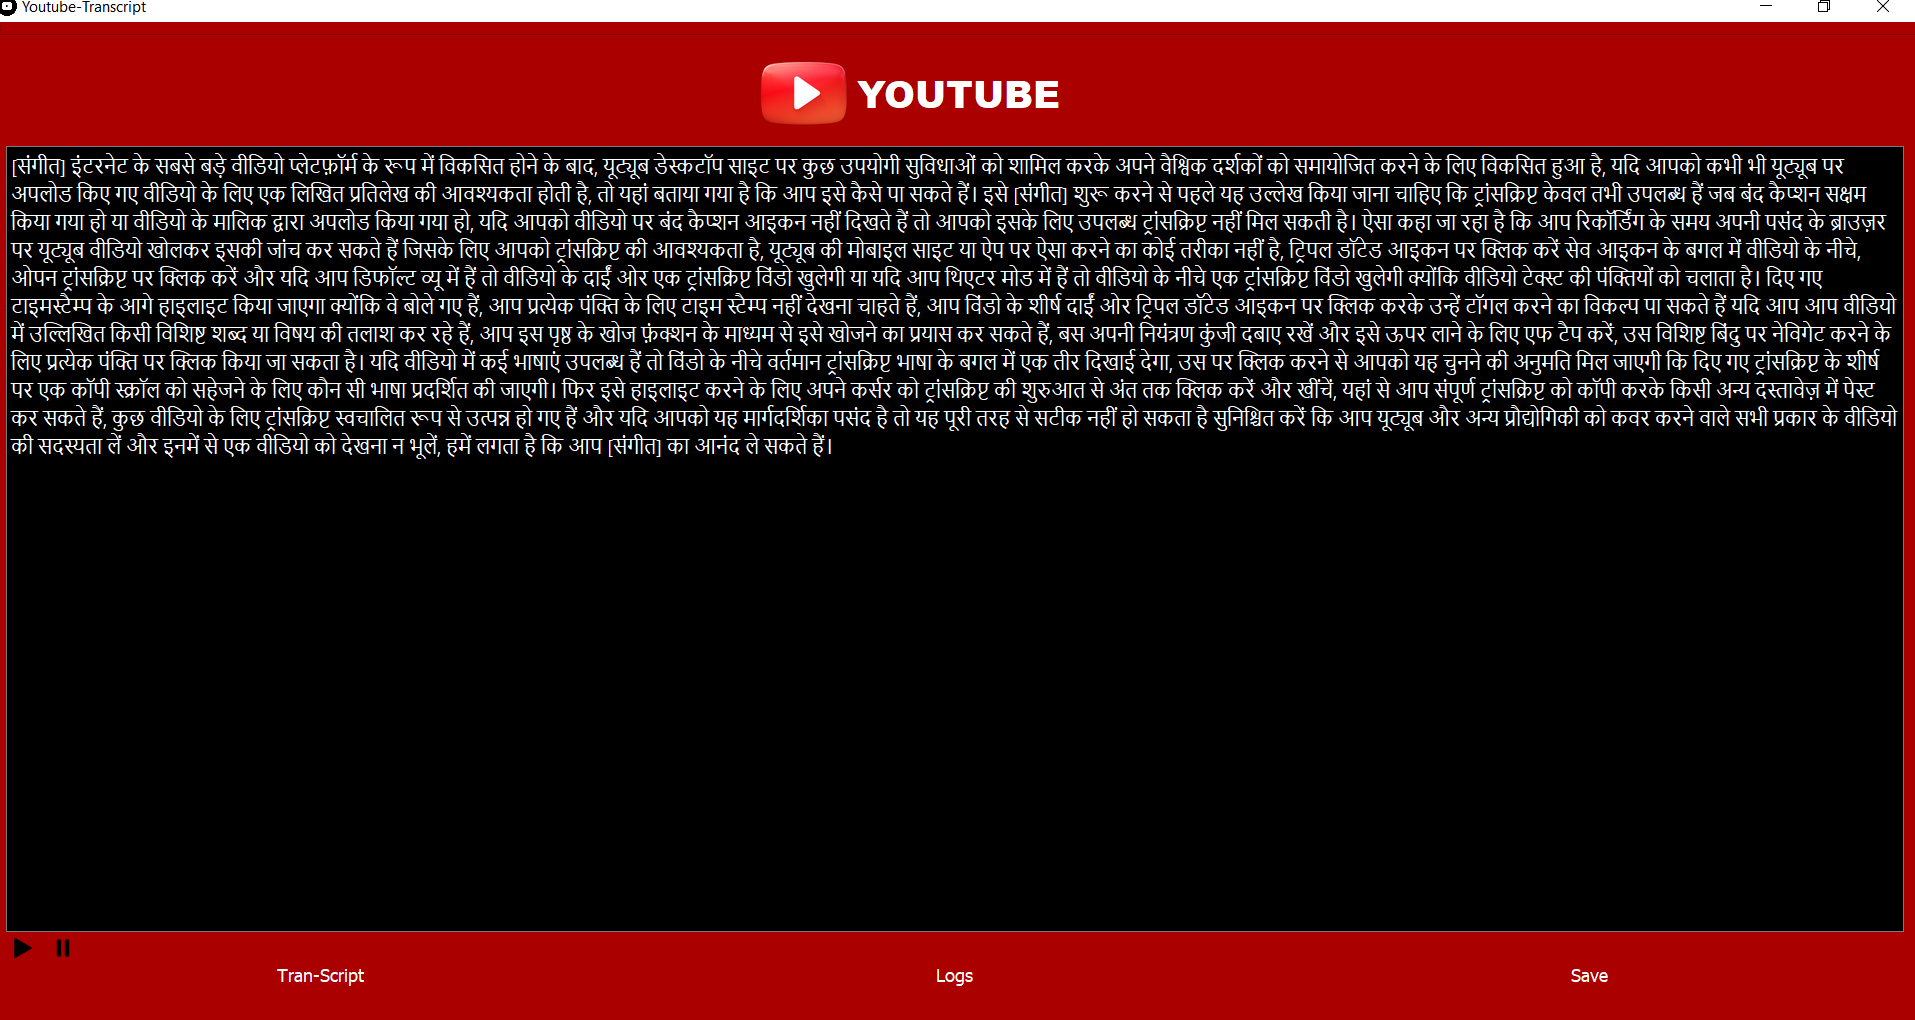 Youtube-Transcript
YOUTUBE
[संगीत] इंटरनेट के सबसे बड़े वीडियो प्लेटफ़ॉर्म के रूप में विकसित होने के बाद, यूट्यूब डेस्कटॉप साइट पर कुछ उपयोगी सुविधाओं को शामिल करके अपने वैश्विक दर्शकों को समायोजित करने के लिए विकसित हुआ है, यदि आपको कभी भी यूट्यूब पर
अपलोड किए गए वीडियो के लिए एक लिखित प्रतिलेख की आवश्यकता होती है, तो यहां बताया गया है कि आप इसे कैसे पा सकते हैं। इसे [संगीत] शुरू करने से पहले यह उल्लेख किया जाना चाहिए कि ट्रांसक्रिप्ट केवल तभी उपलब्ध हैं जब बंद कैप्शन सक्षम
किया गया हो या वीडियो के मालिक द्वारा अपलोड किया गया हो, यदि आपको वीडियो पर बंद कैप्शन आइकन नहीं दिखते हैं तो आपको इसके लिए उपलब्ध ट्रांसक्रिप्ट नहीं मिल सकती है। ऐसा कहा जा रहा है कि आप रिकॉर्डिंग के समय अपनी पसंद के ब्राउज़र
पर यूट्यूब वीडियो खोलकर इसकी जांच कर सकते हैं जिसके लिए आपको ट्रांसक्रिप्ट की आवश्यकता है, यूट्यूब की मोबाइल साइट या ऐप पर ऐसा करने का कोई तरीका नहीं है, ट्रिपल डॉटेड आइकन पर क्लिक करें सेव आइकन के बगल में वीडियो के नीचे,
ओपन ट्रांसक्रिप्ट पर क्लिक करें और यदि आप डिफॉल्ट व्यू में हैं तो वीडियो के दाईं ओर एक ट्रांसक्रिप्ट विंडो खुलेगी या यदि आप थिएटर मोड में हैं तो वीडियो के नीचे एक ट्रांसक्रिप्ट विंडो खुलेगी क्योंकि वीडियो टेक्स्ट की पंक्तियों को चलाता है। दिए गए
टाइमस्टैम्प के आगे हाइलाइट किया जाएगा क्योंकि वे बोले गए हैं, आप प्रत्येक पंक्ति के लिए टाइम स्टैम्प नहीं देखना चाहते हैं, आप विंडो के शीर्ष दाईं ओर ट्रिपल डॉटेड आइकन पर क्लिक करके उन्हें टॉगल करने का विकल्प पा सकते हैं यदि आप आप वीडियो
में उल्लिखित किसी विशिष्ट शब्द या विषय की तलाश कर रहे हैं, आप इस पृष्ठ के खोज फ़ंक्शन के माध्यम से इसे खोजने का प्रयास कर सकते हैं, बस अपनी नियंत्रण कुंजी दबाए रखें और इसे ऊपर लाने के लिए एफ टैप करें, उस विशिष्ट बिंदु पर नेविगेट करने के
लिए प्रत्येक पंक्ति पर क्लिक किया जा सकता है। यदि वीडियो में कई भाषाएं उपलब्ध हैं तो विंडो के नीचे वर्तमान ट्रांसक्रिप्ट भाषा के बगल में एक तीर दिखाई देगा, उस पर क्लिक करने से आपको यह चुनने की अनुमति मिल जाएगी कि दिए गए ट्रांसक्रिप्ट के शीर्ष
पर एक कॉपी स्क्रॉल को सहेजने के लिए कौन सी भाषा प्रदर्शित की जाएगी। फिर इसे हाइलाइट करने के लिए अपने कर्सर को ट्रांसक्रिप्ट की शुरुआत से अंत तक क्लिक करें और खींचें, यहां से आप संपूर्ण ट्रांसक्रिप्ट को कॉपी करके किसी अन्य दस्तावेज़ में पेस्ट
कर सकते हैं, कुछ वीडियो के लिए ट्रांसक्रिप्ट स्वचालित रूप से उत्पन्न हो गए हैं और यदि आपको यह मार्गदर्शिका पसंद है तो यह पूरी तरह से सटीक नहीं हो सकता है सुनिश्चित करें कि आप यूट्यूब और अन्य प्रौद्योगिकी को कवर करने वाले सभी प्रकार के वीडियो
की सदस्यता लें और इनमें से एक वीडियो को देखना न भूलें, हमें लगता है कि आप [संगीत] का आनंद ले सकते हैं।
Tran-Script
Logs
Save